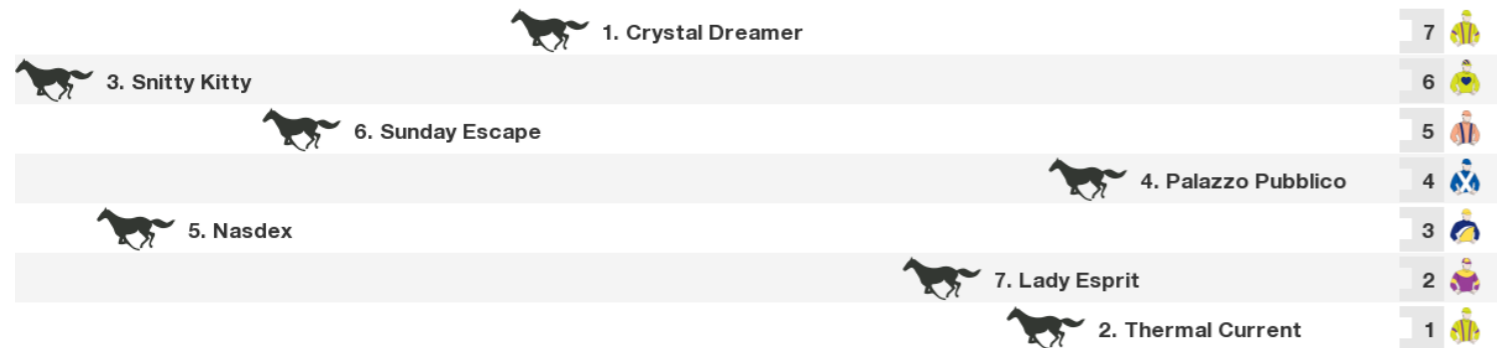 1. Crystal Dreamer 7
3. Snitty Kitty 6
6. Sunday Escape 5
4. Palazzo Pubblico 4
5. Nasdex 3
7. Lady Esprit 2
2. Thermal Current 1